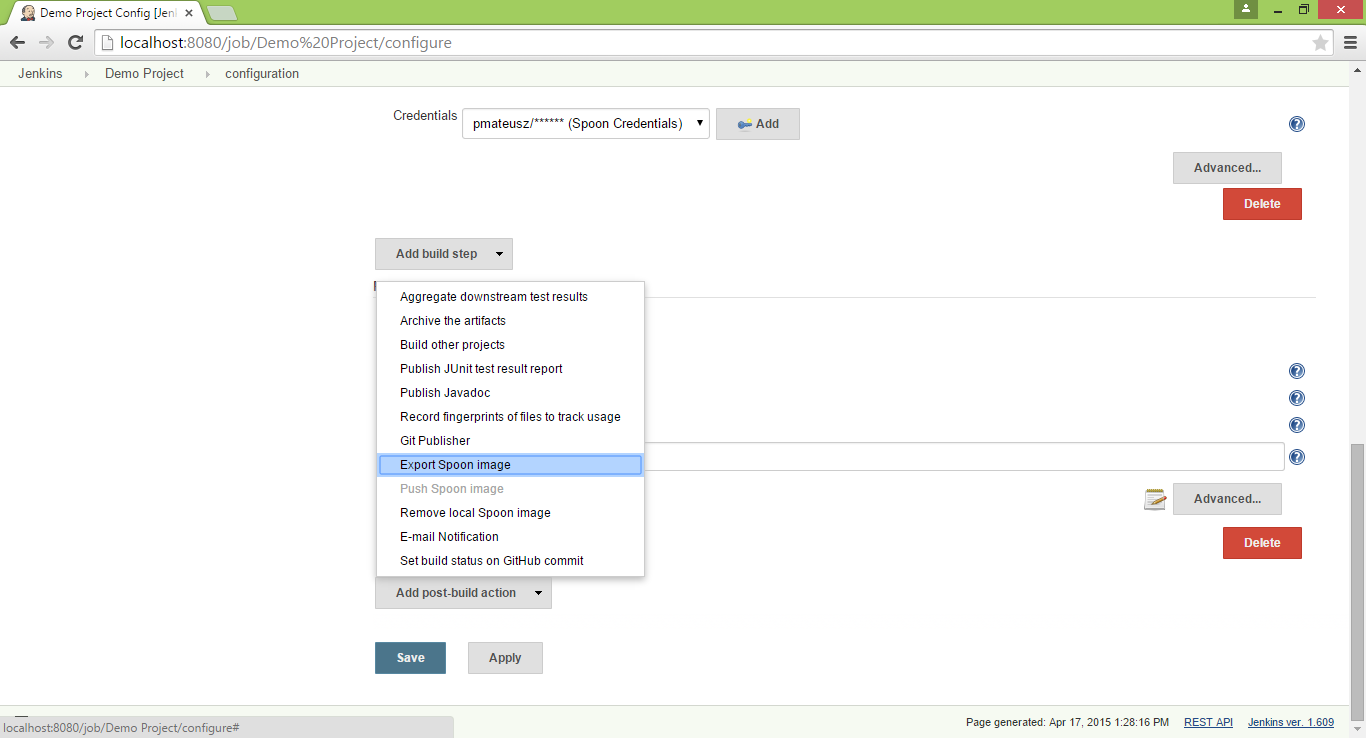 Demo Project Config [Jenk
localhost:8080/job/Demo%20Project/configure
Jenkins Demo Project configuration
Credentials pmateusz/****** (Spoon Credentials) Add
Advanced...
Delete
Add build step
Aggregate downstream test results
Archive the artifacts
Build other projects
Publish JUnit test result report
Publish Javadoc
Record fingerprints of files to track usage
Git Publisher
Export Spoon image
Push Spoon image
Remove local Spoon image
E-mail Notification
Set build status on GitHub commit
Advanced...
Delete
Add post-build action
Save Apply
localhost:8080/job/Demo Project/configure#
Page generated: Apr 17, 2015 1:28:16 PM REST API Jenkins ver. 1.609